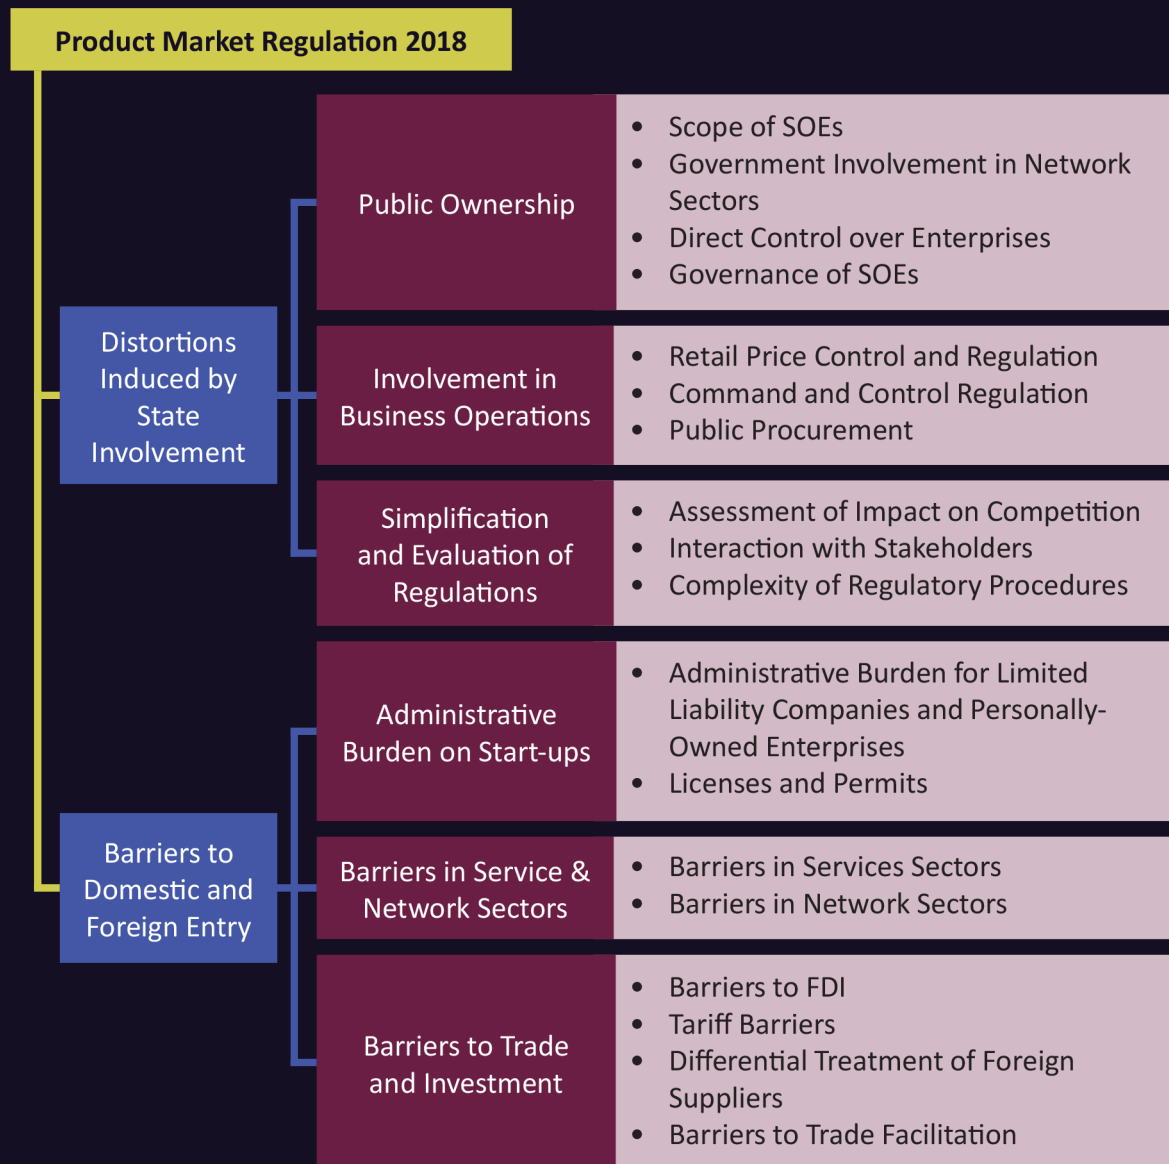 Product Market Regulation 2018
Distortions
Induced by
State
Involvement
Public Ownership
• Scope of SOEs
• Government Involvement in Network
Sectors
• Direct Control over Enterprises
• Governance of SOEs
Involvement in
Business Operations
• Retail Price Control and Regulation
• Command and Control Regulation
• Public Procurement
Simplification
and Evaluation of
Regulations
• Assessment of Impact on Competition
• Interaction with Stakeholders
• Complexity of Regulatory Procedures
Barriers to
Domestic and
Foreign Entry
Administrative
Burden on Start-ups
• Administrative Burden for Limited
Liability Companies and Personally-
Owned Enterprises
• Licenses and Permits
Barriers in Service &
Network Sectors
• Barriers in Services Sectors
• Barriers in Network Sectors
Barriers to Trade
and Investment
• Barriers to FDI
• Tariff Barriers
• Differential Treatment of Foreign
Suppliers
• Barriers to Trade Facilitation